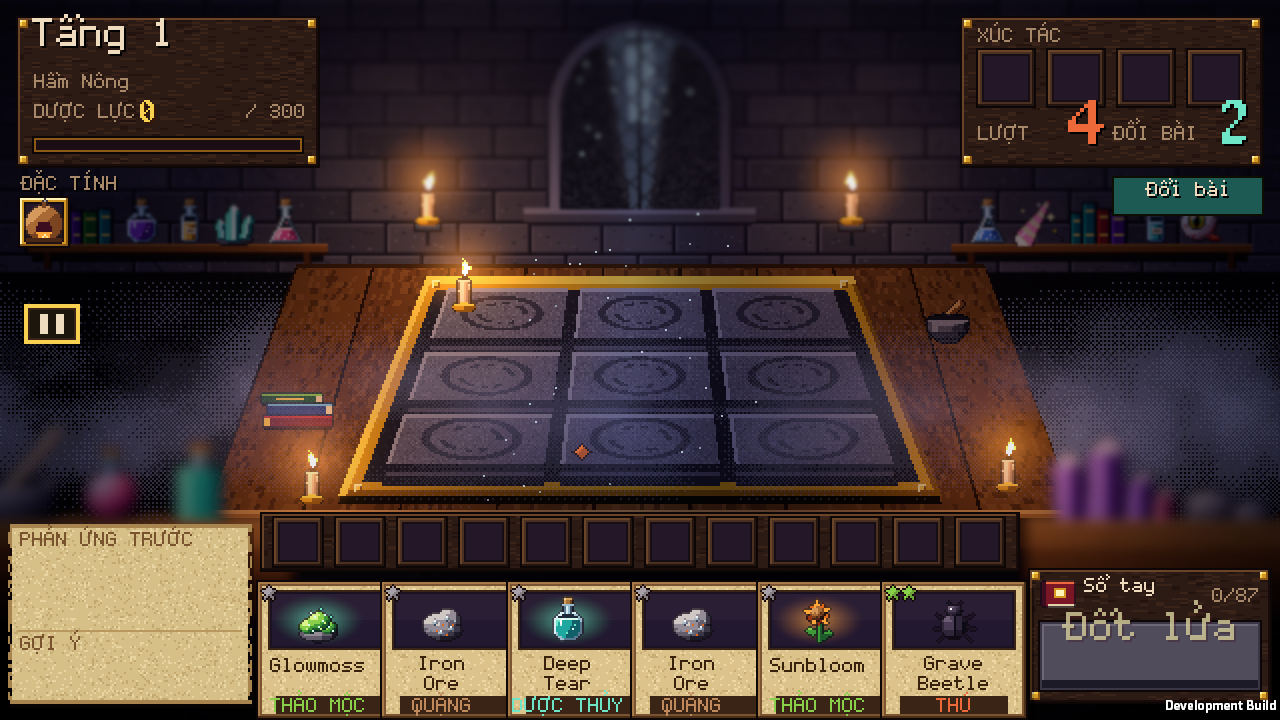 Tầng 1
Hầm Nông
DƯỢC LỰC 0 / 300
ĐẶC TÍNH
XÚC TÁC
LƯỢT 4 ĐỔI BÀI 2
Đổi bài
PHẢN ỨNG TRƯỚC
GỢI Ý
Glowmoss
THẢO MỘC
Iron
Ore
QUẶNG
Deep
Tear
DƯỢC THỦY
Iron
Ore
QUẶNG
Sunbloom
THẢO MỘC
Grave
Beetle
THÚ
Sổ tay 0/87
Đốt lửa
Development Build